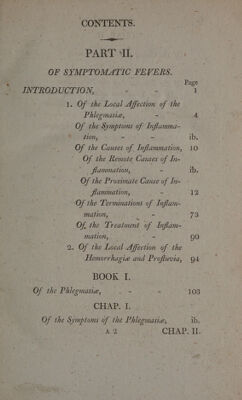 CONTENTS.
PART II.
OF SYMPTOMATIC FEVERS.
Page
INTRODUCTION, - - 1
1. Of the Local Affection of the
Phlegmasiæ, - 4
Of the Symptoms of Inflamma-
tion, - - ib.
Of the Causes of Inflammation, 10
Of the Remote Causes of In-
flammation, - ib.
Of the Proximate Cause of In-
flammation, - 12
Of the Terminations of Inflam-
mation, - 73
Of the Treatment of Inflam-
mation, - 90
2. Of the Local Affection of the
Hemorrhagiæ and Profluvia, 94
BOOK I.
Of the Phlegmasiæ, - - 103
CHAP. I.
Of the Symptoms of the Phlegmasiæ, ib.
A 2 CHAP. II.